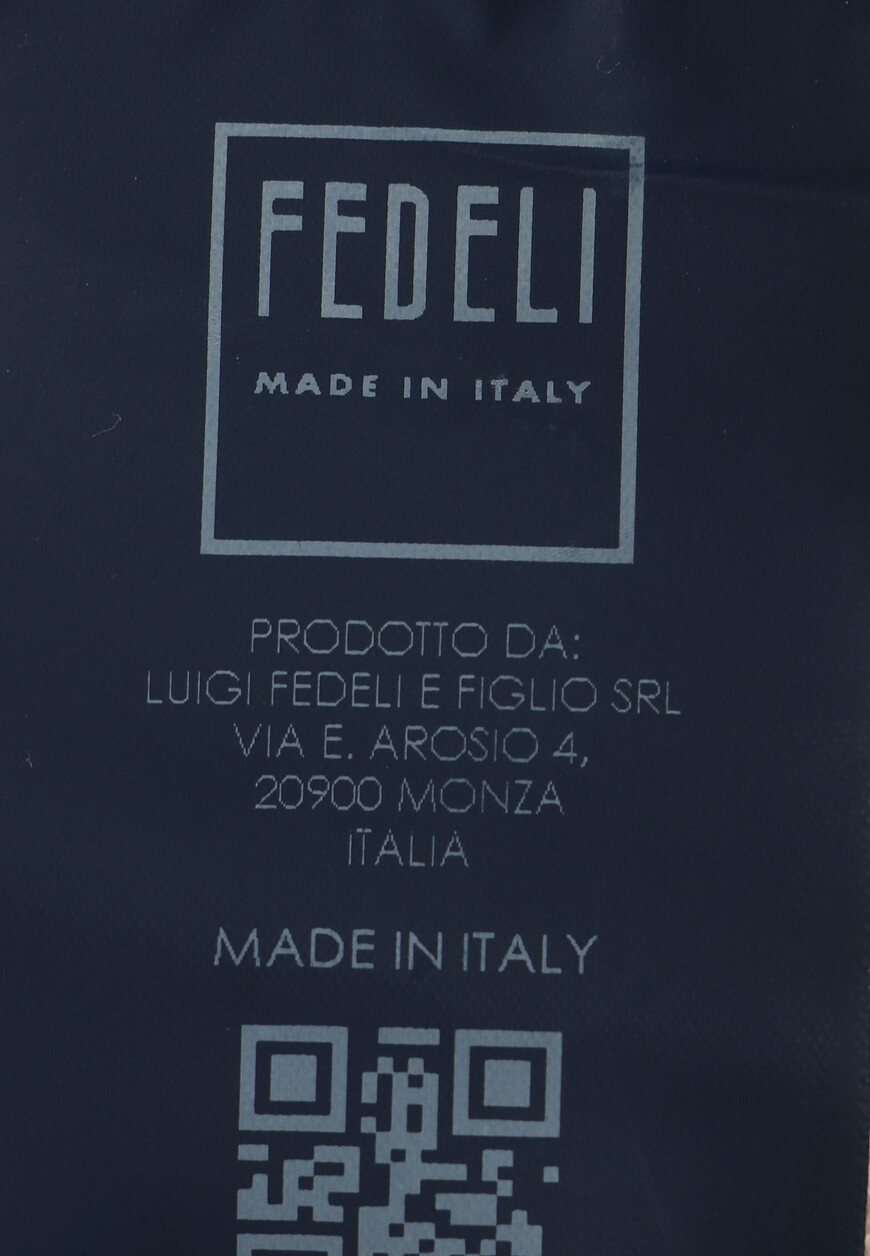 FEDELI
MADE IN ITALY
PRODOTTO DA:
LUIGI FEDELI E FIGLIO SRL
VIA E. AROSIO 4,
20900 MONZA
ITALIA
MADE IN ITALY